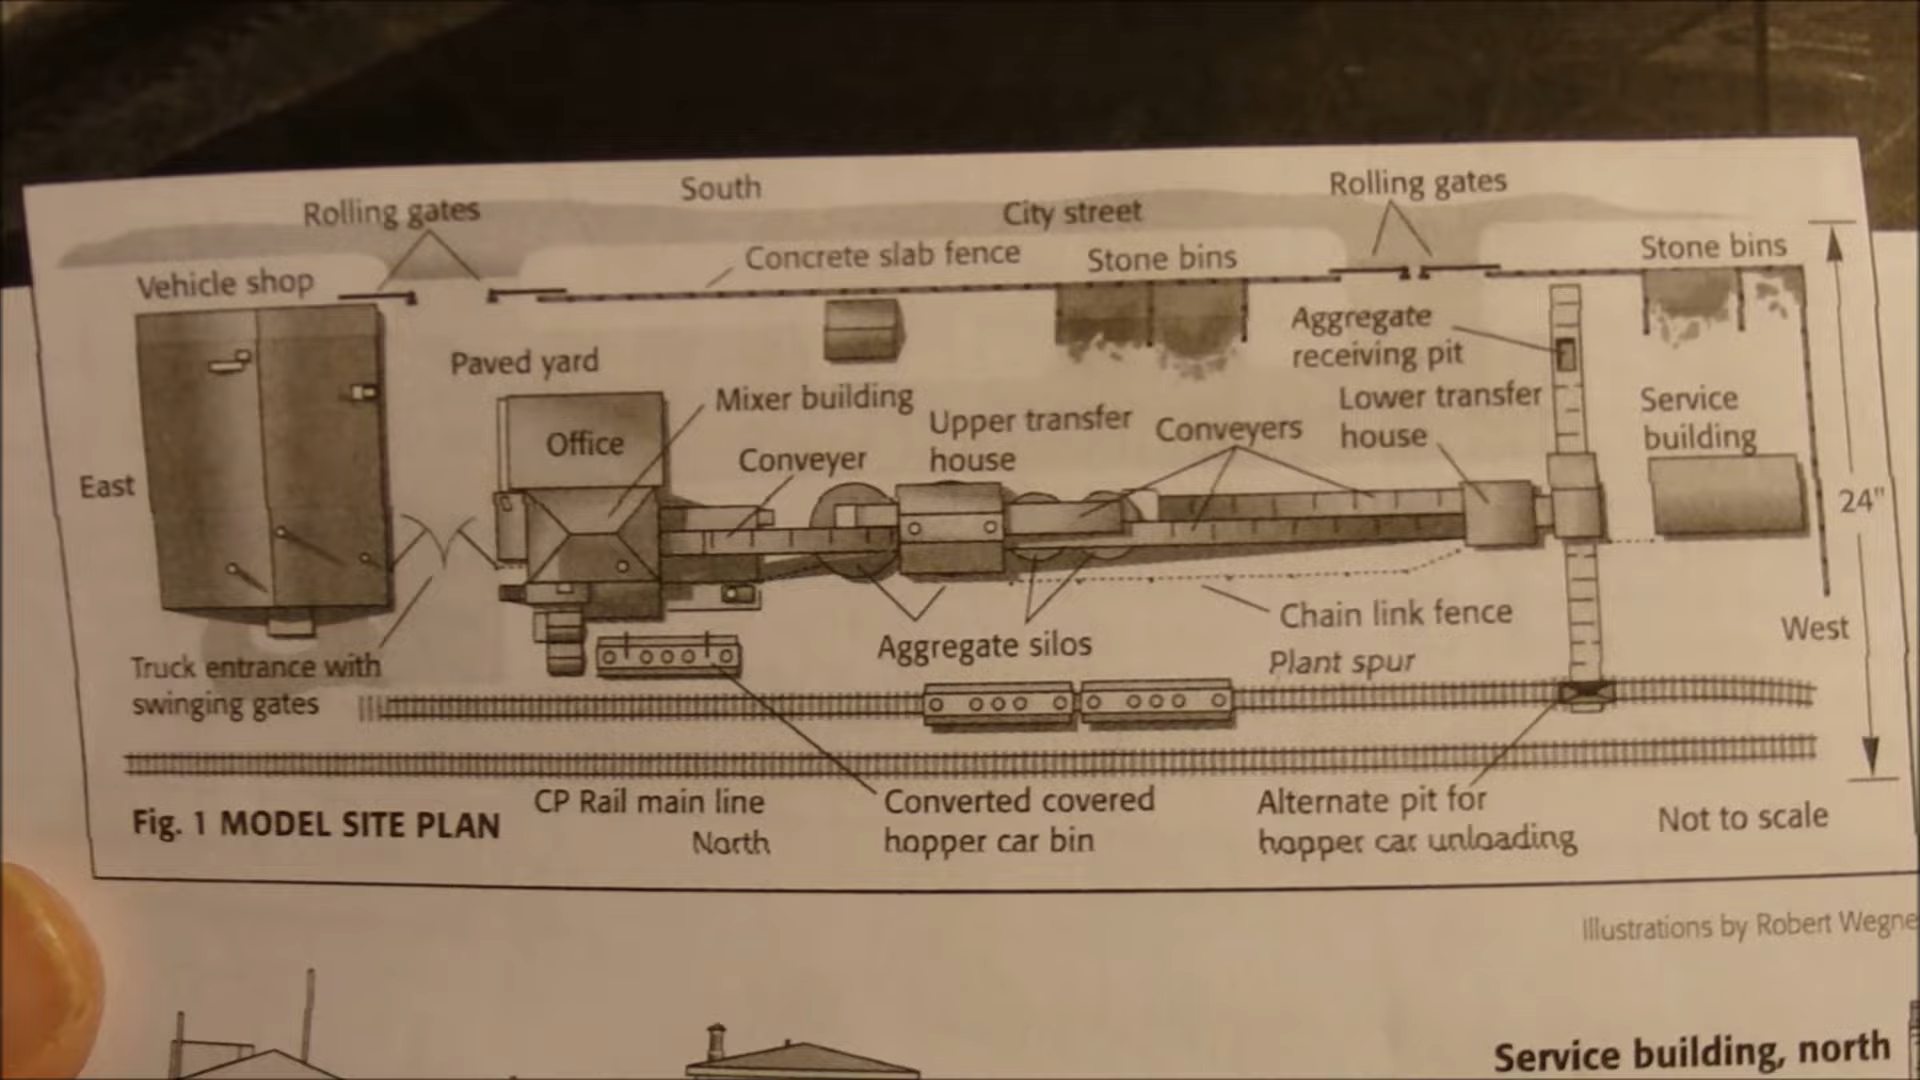 South
Rolling gates
Rolling gates
City street
Concrete slab fence
Stone bins
Stone bins
Vehicle shop
Aggregate
receiving pit
Paved yard
Mixer building
Upper transfer
house
Conveyers
Lower transfer
house
Service
building
Office
Conveyer
East
24"
Chain link fence
West
Aggregate silos
Plant spur
Truck entrance with
swinging gates
CP Rail main line
North
Converted covered
hopper car bin
Alternate pit for
hopper car unloading
Not to scale
Fig. 1 MODEL SITE PLAN
Illustrations by Robert Wegne
Service building, north